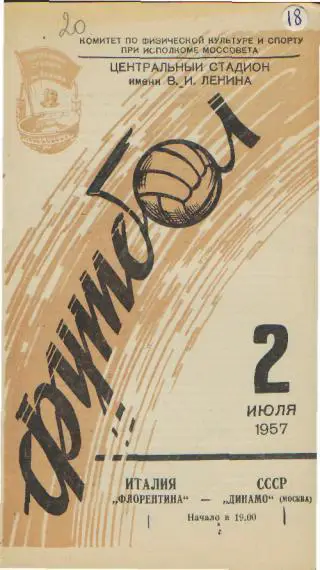 20
18
КОМИТЕТ ПО ФИЗИЧЕСКОЙ КУЛЬТУРЕ И СПОРТУ
ПРИ ИСПОЛКОМЕ МОССОВЕТА
ЦЕНТРАЛЬНЫЙ СТАДИОН
имени В. И. ЛЕНИНА
футбол
2
ИЮЛЯ
1957
ИТАЛИЯ СССР
„ФЛОРЕНТИНА" — „ДИНАМО" (МОСКВА)
Начало в 19.00